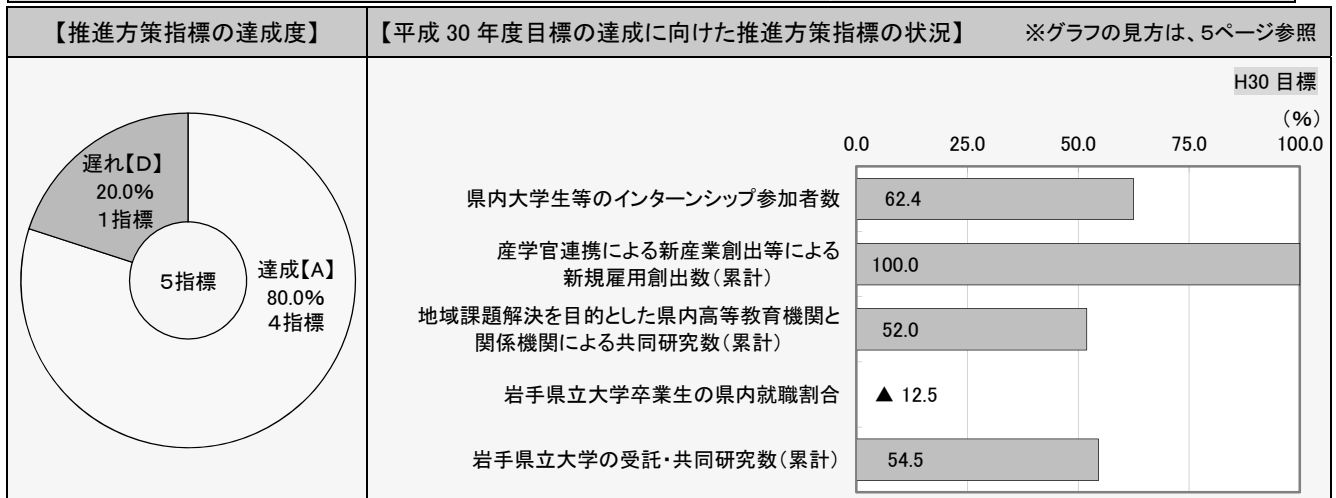 【推進方策指標の達成度】
【平成 30 年度目標の達成に向けた推進方策指標の状況】 ※グラフの見方は、5ページ参照
遅れ【D】
20.0%
1指標
5指標
達成【A】
80.0%
4指標
H30 目標
(%)
0.0 25.0 50.0 75.0 100.0
県内大学生等のインターンシップ参加者数 62.4
産学官連携による新産業創出等による
新規雇用創出数(累計) 100.0
地域課題解決を目的とした県内高等教育機関と
関係機関による共同研究数(累計) 52.0
岩手県立大学卒業生の県内就職割合 ▲ 12.5
岩手県立大学の受託・共同研究数(累計) 54.5